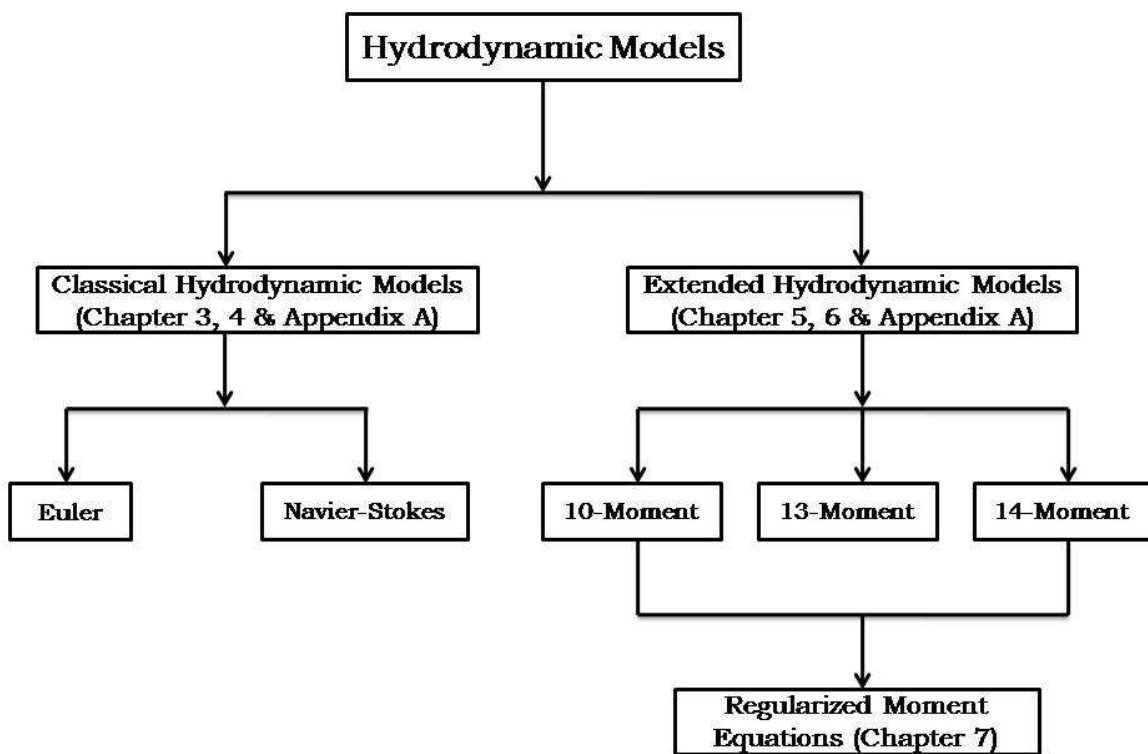 Hydrodynamic Models
Classical Hydrodynamic Models
(Chapter 3, 4 & Appendix A)
Extended Hydrodynamic Models
(Chapter 5, 6 & Appendix A)
Euler
Navier-Stokes
10-Moment
13-Moment
14-Moment
Regularized Moment
Equations (Chapter 7)